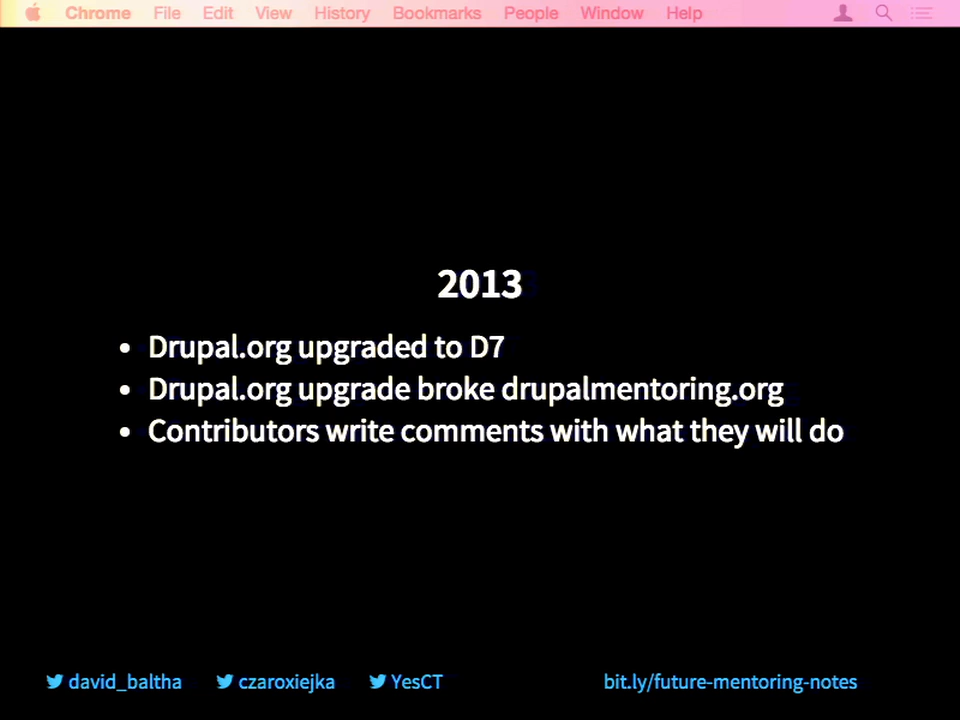 Chrome File Edit View History Bookmarks People Window Help
2013
• Drupal.org upgraded to D7
• Drupal.org upgrade broke drupalmentoring.org
• Contributors write comments with what they will do
david_baltha czaroxiejka YesCT bit.ly/future-mentoring-notes